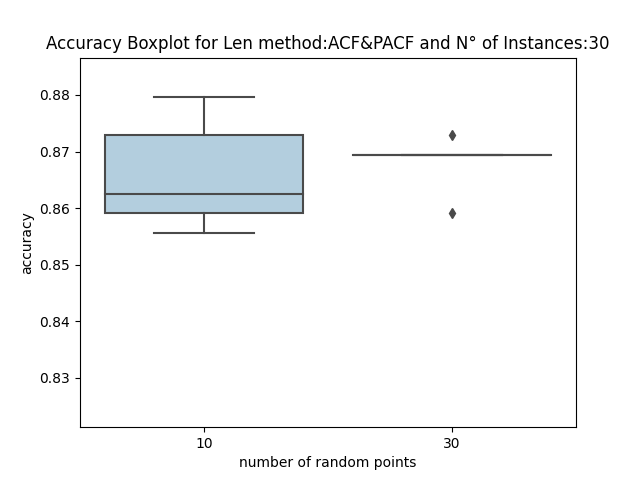 Accuracy Boxplot for Len method:ACF&PACF and N° of Instances:30
0.88
0.87
0.86
0.85
0.84
0.83
accuracy
10
30
number of random points